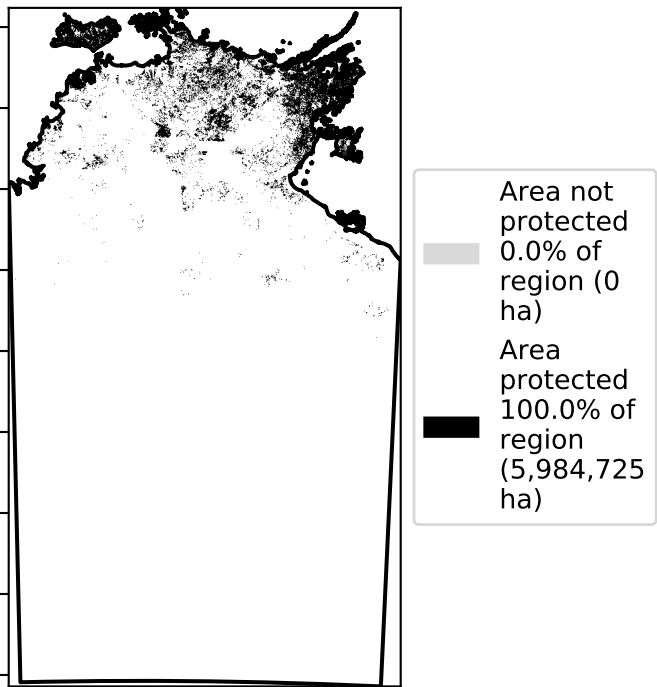 Area not
protected
0.0% of
region (0
ha)
Area
protected
100.0% of
region
(5,984,725
ha)